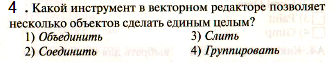 4 . Какой инструмент в векторном редакторе позволяет
несколько объектов сделать единым целым?
1) Объединить 3) Слить
2) Соединить 4) Группировать